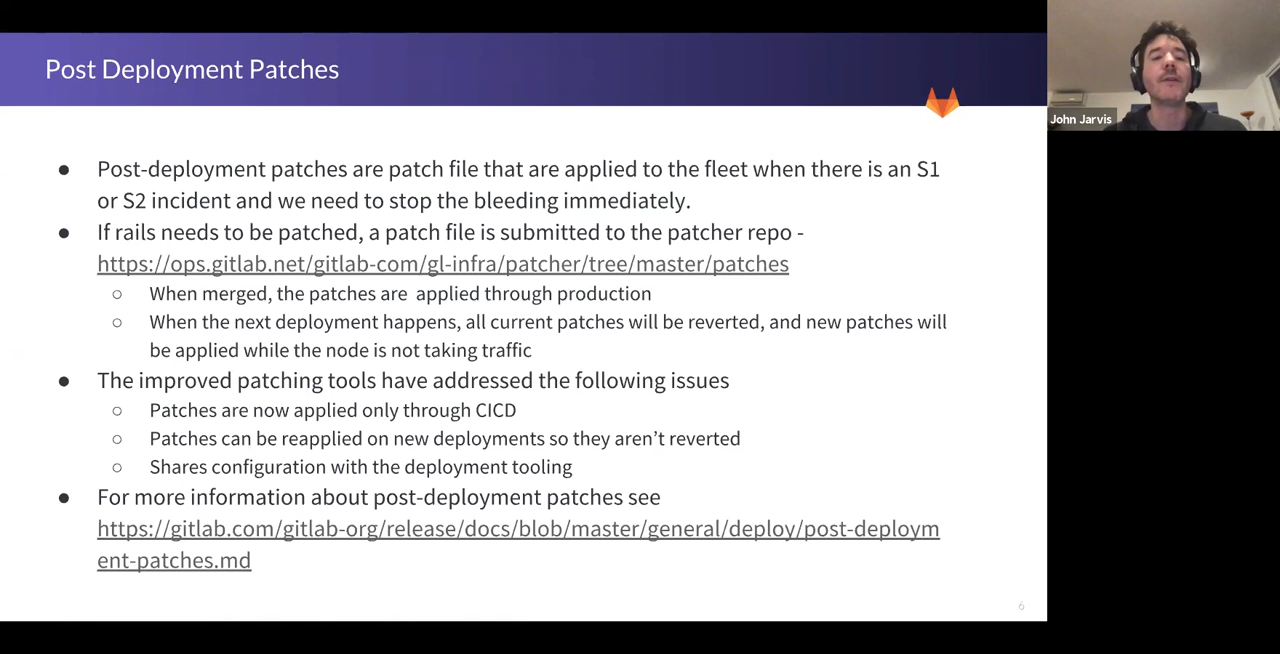 Post Deployment Patches
John Jarvis
● Post-deployment patches are patch file that are applied to the fleet when there is an S1
or S2 incident and we need to stop the bleeding immediately.
● If rails needs to be patched, a patch file is submitted to the patcher repo -
https://ops.gitlab.net/gitlab-com/gl-infra/patcher/tree/master/patches
○ When merged, the patches are applied through production
○ When the next deployment happens, all current patches will be reverted, and new patches will
be applied while the node is not taking traffic
● The improved patching tools have addressed the following issues
○ Patches are now applied only through CICD
○ Patches can be reapplied on new deployments so they aren’t reverted
○ Shares configuration with the deployment tooling
● For more information about post-deployment patches see
https://gitlab.com/gitlab-org/release/docs/blob/master/general/deploy/post-deploym
ent-patches.md
6